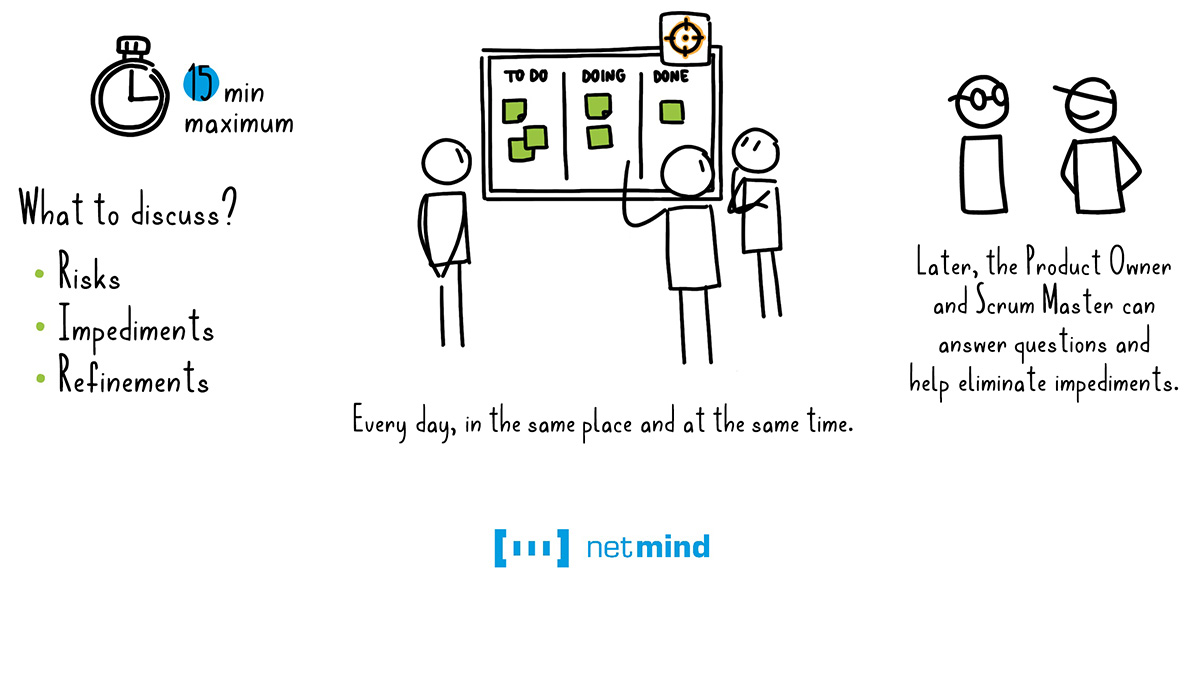 15 min
maximum
What to discuss?
• Risks
• Impediments
• Refinements
TO DO
DOING
DONE
Every day, in the same place and at the same time.
Later, the Product Owner
and Scrum Master can
answer questions and
help eliminate impediments.
netmind